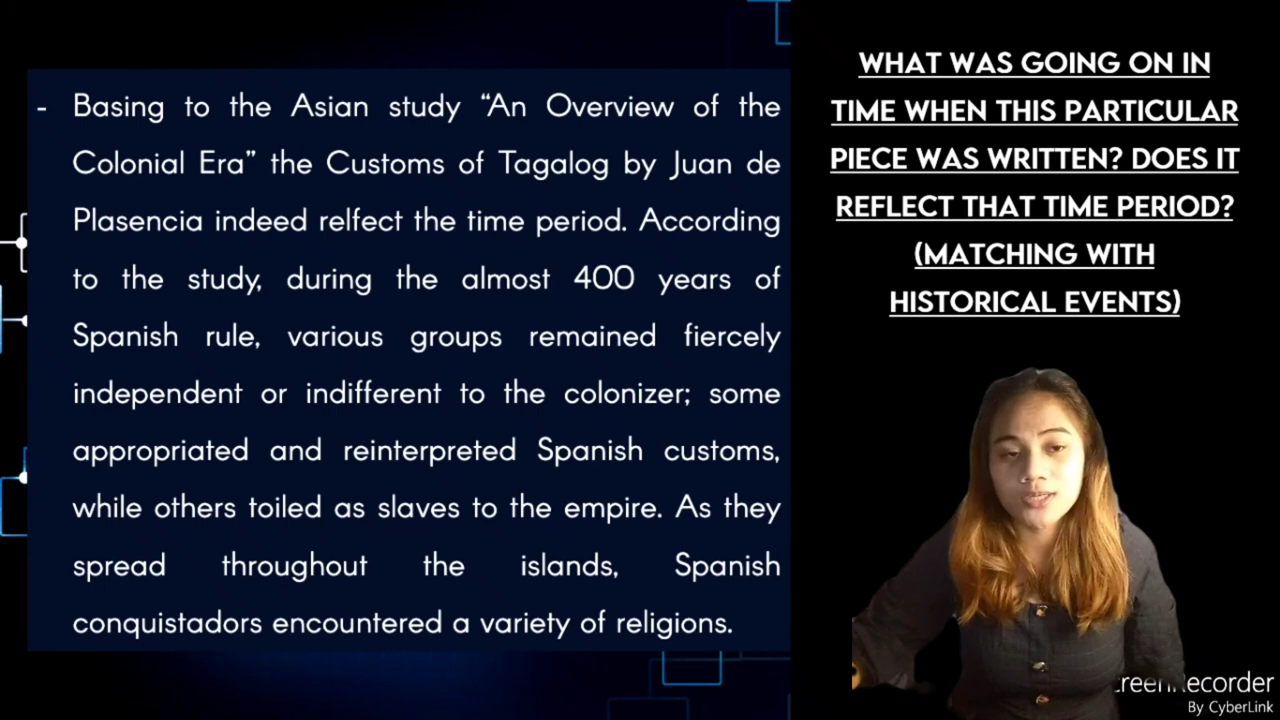 - Basing to the Asian study “An Overview of the
Colonial Era” the Customs of Tagalog by Juan de
Plasencia indeed relfect the time period. According
to the study, during the almost 400 years of
Spanish rule, various groups remained fiercely
independent or indifferent to the colonizer; some
appropriated and reinterpreted Spanish customs,
while others toiled as slaves to the empire. As they
spread throughout the islands, Spanish
conquistadors encountered a variety of religions.
WHAT WAS GOING ON IN
TIME WHEN THIS PARTICULAR
PIECE WAS WRITTEN? DOES IT
REFLECT THAT TIME PERIOD?
(MATCHING WITH
HISTORICAL EVENTS)
By CyberLink